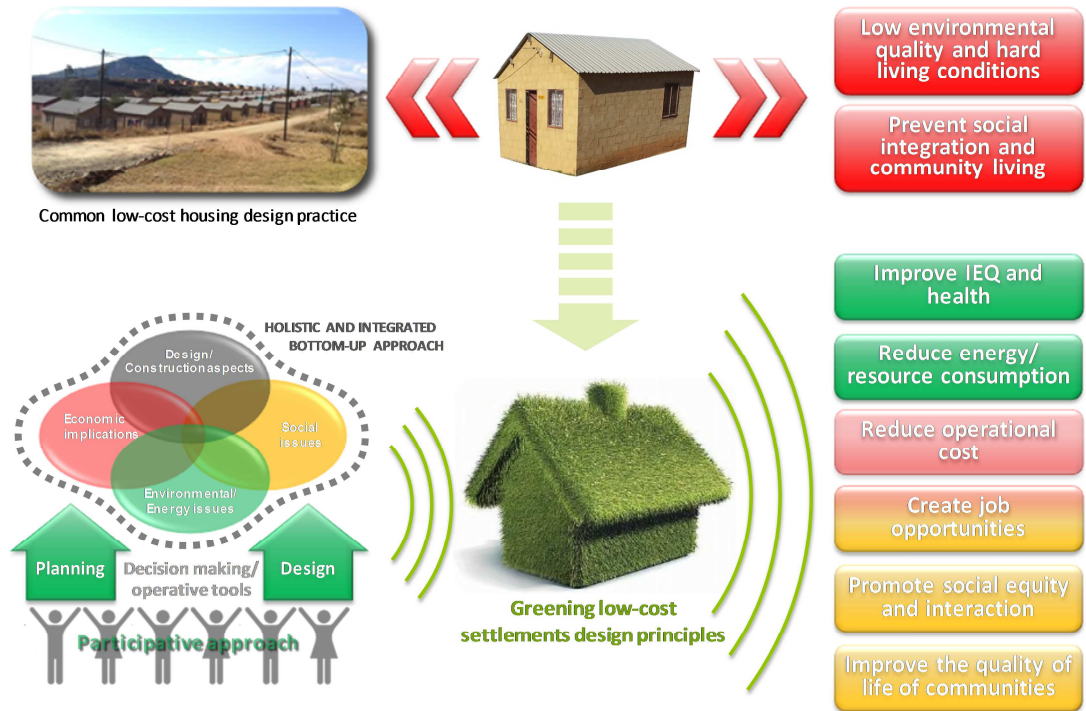 Low environmental
quality and hard
living conditions
Prevent social
integration and
community living
Common low-cost housing design practice
Improve IEQ and
health
HOLISTIC AND INTEGRATED
BOTTOM-UP APPROACH
Design/
Construction aspects
Economic
implications
Social
issues
Environmental/
Energy issues
Reduce energy/
resource consumption
Reduce operational
cost
Create job
opportunities
Planning
Decision making/
operative tools
Design
Participative approach
Greening low-cost
settlements design principles
Promote social equity
and interaction
Improve the quality of
life of communities